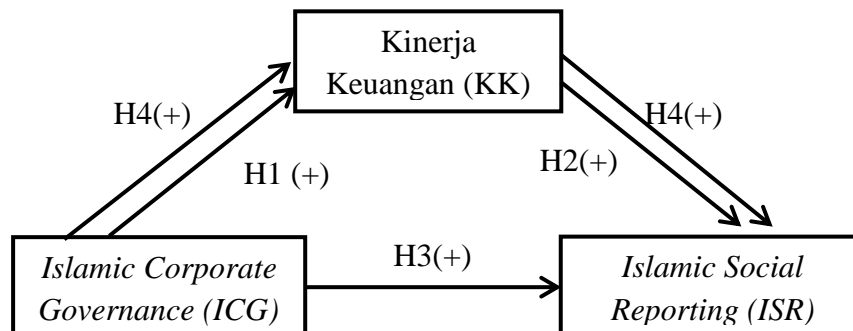 Kinerja
Keuangan (KK)
H4(+)
H4(+)
H1 (+)
H2(+)
H3(+)
Islamic Corporate
Governance (ICG)
Islamic Social
Reporting (ISR)